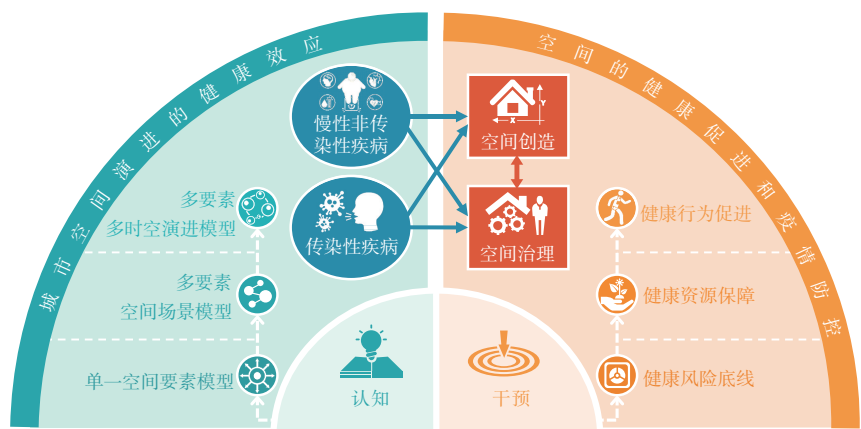 城市空间演进的健康效应
空间的健康促进和疫情防控
慢性非传
染性疾病
传染性疾病
空间创造
X
Y
空间治理
多要素
多时空演进模型
多要素
空间场景模型
单一空间要素模型
健康行为促进
健康资源保障
健康风险底线
认知
干预